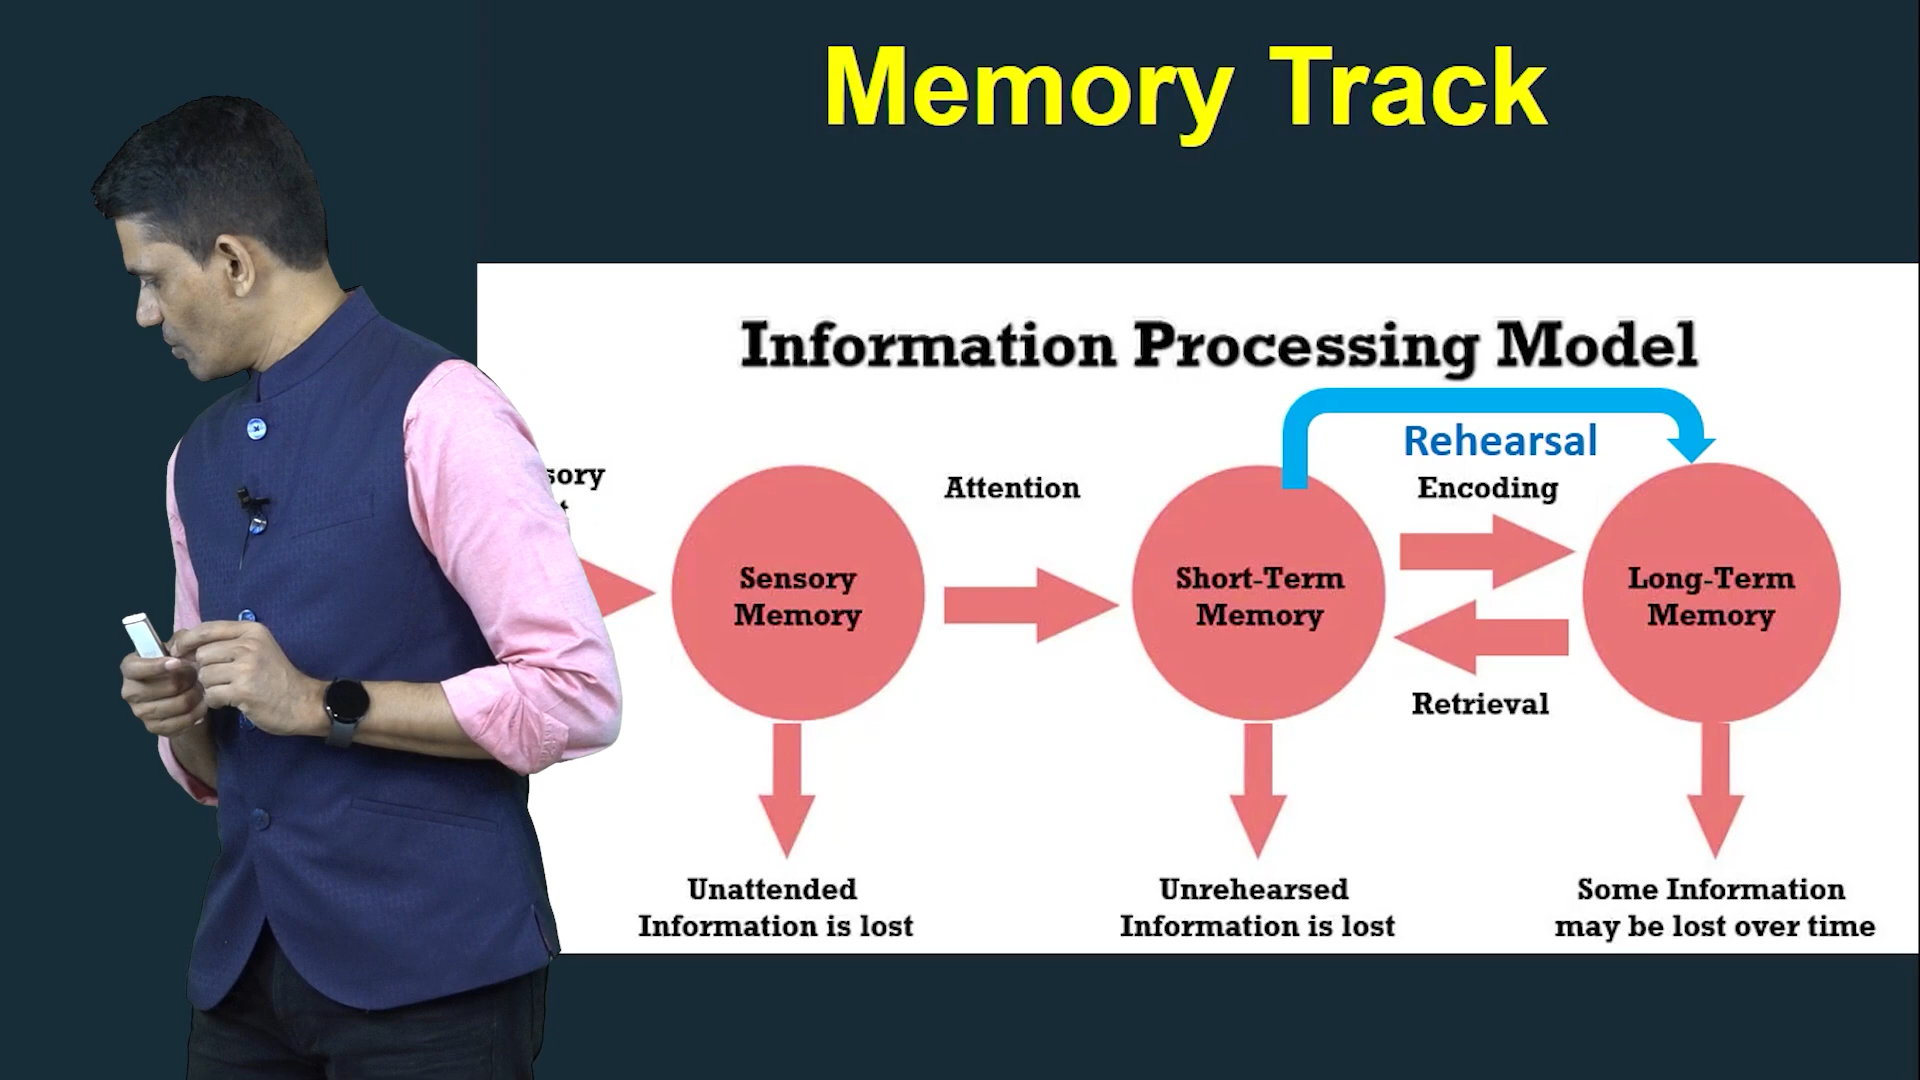 Memory Track
Information Processing Model
Rehearsal
Attention
Encoding
Sensory
Memory
Short-Term
Memory
Long-Term
Memory
Retrieval
Unattended
Information is lost
Unrehearsed
Information is lost
Some Information
may be lost over time